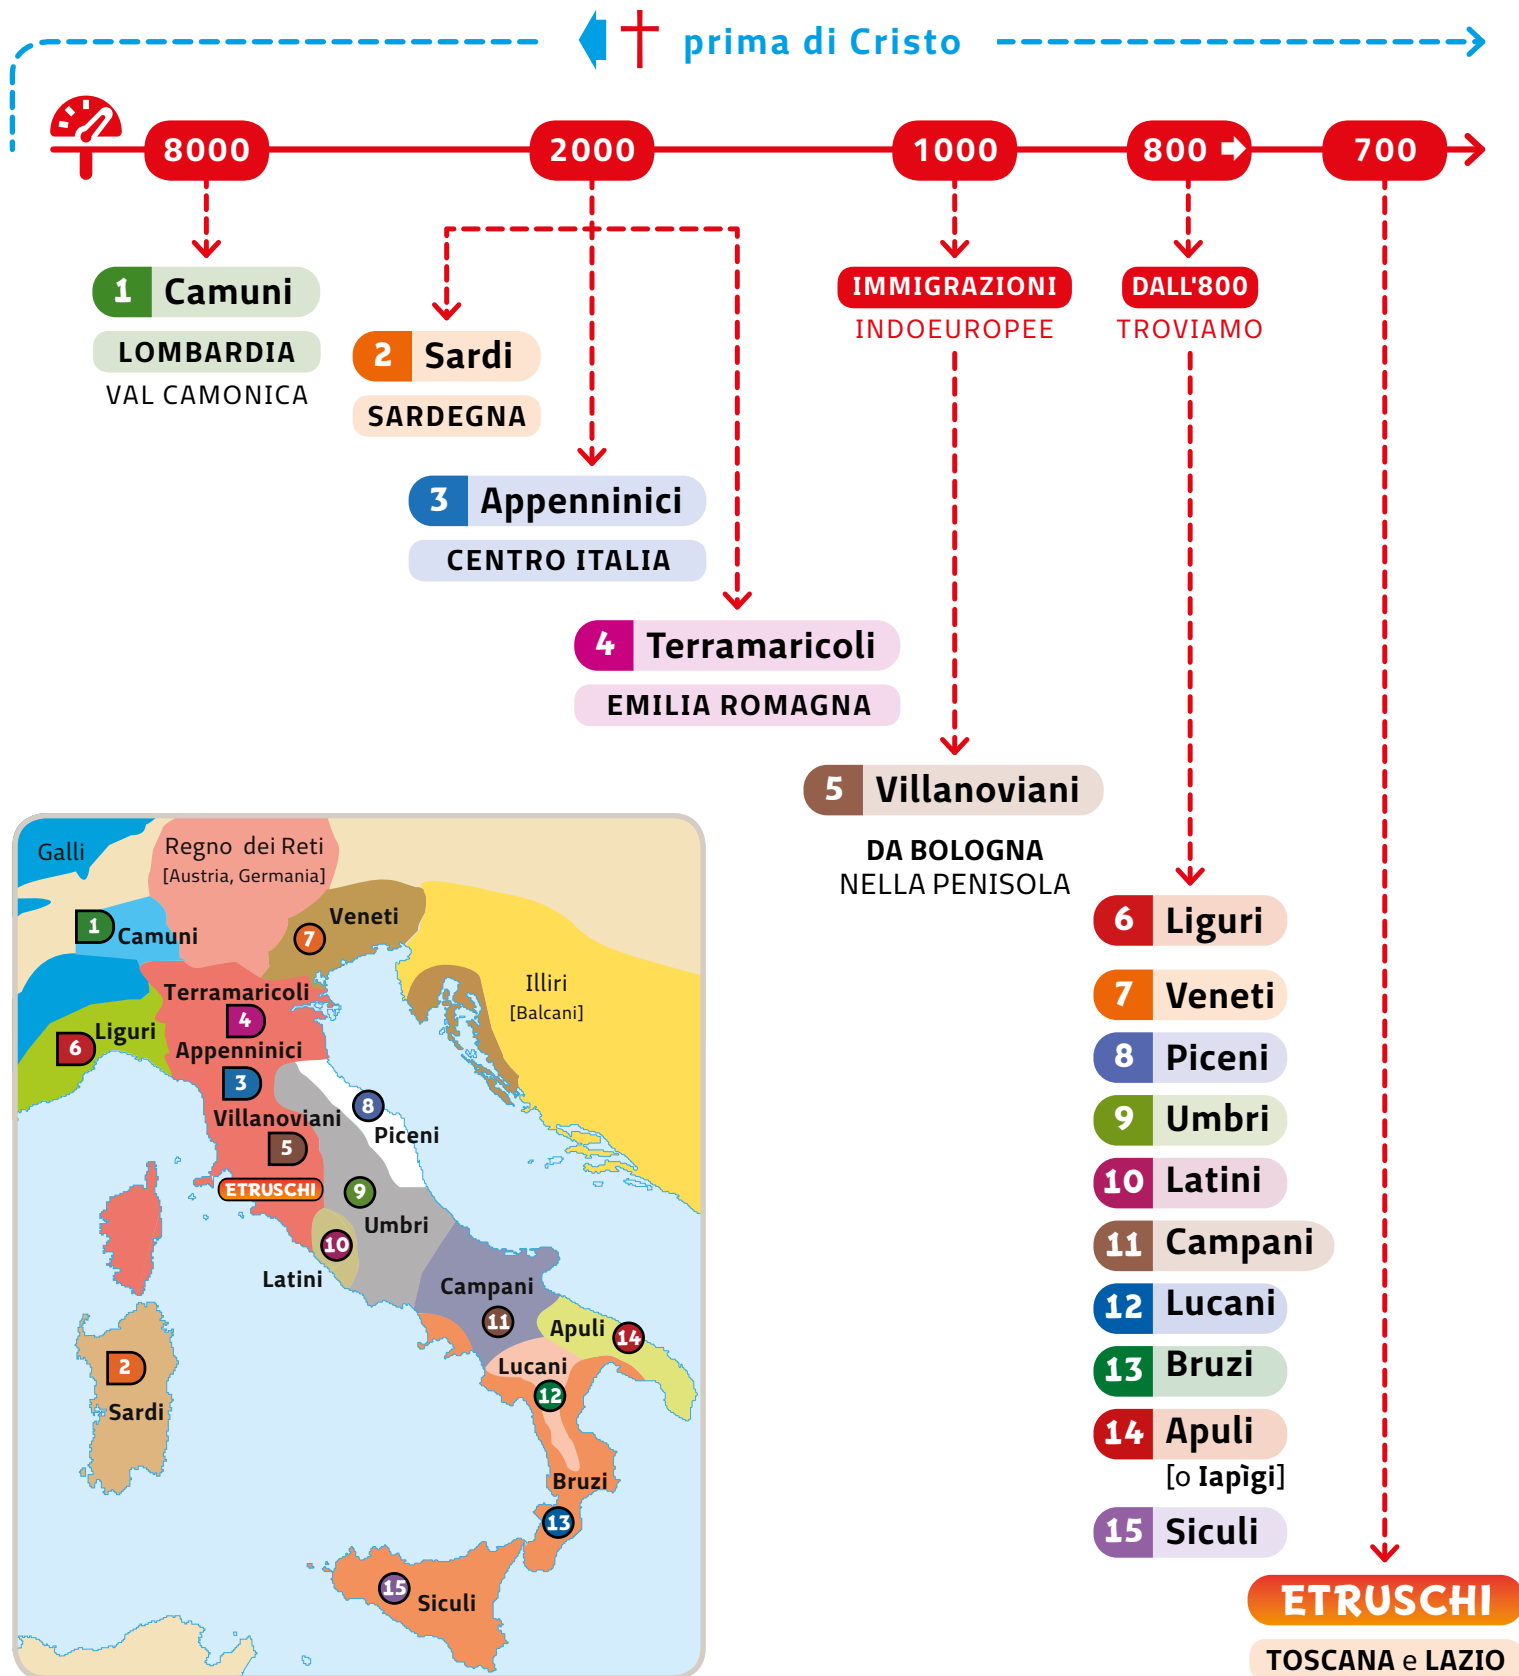 prima di Cristo
8000
2000
1000
800
700
1 Camuni
LOMBARDIA
VAL CAMONICA
2 Sardi
SARDEGNA
3 Appenninici
CENTRO ITALIA
4 Terramaricoli
EMILIA ROMAGNA
IMMIGRAZIONI
INDOEUROPEE
5 Villanoviani
DA BOLOGNA
NELLA PENISOLA
DALL'800
TROVIAMO
6 Liguri
7 Veneti
8 Piceni
9 Umbri
10 Latini
11 Campani
12 Lucani
13 Bruzi
14 Apuli
[o Iapìgi]
15 Siculi
ETRUSCHI
TOSCANA e LAZIO
Galli
Regno dei Reti
[Austria, Germania]
Veneti
7
1
Camuni
Illiri
[Balcani]
Terramaricoli
4
Liguri
6
Appenninici
3
Villanoviani
5
8
Piceni
ETRUSCHI
9
Umbri
10
Latini
Campani
11
Apuli
14
Lucani
12
2
Sardi
Bruzi
13
15
Siculi